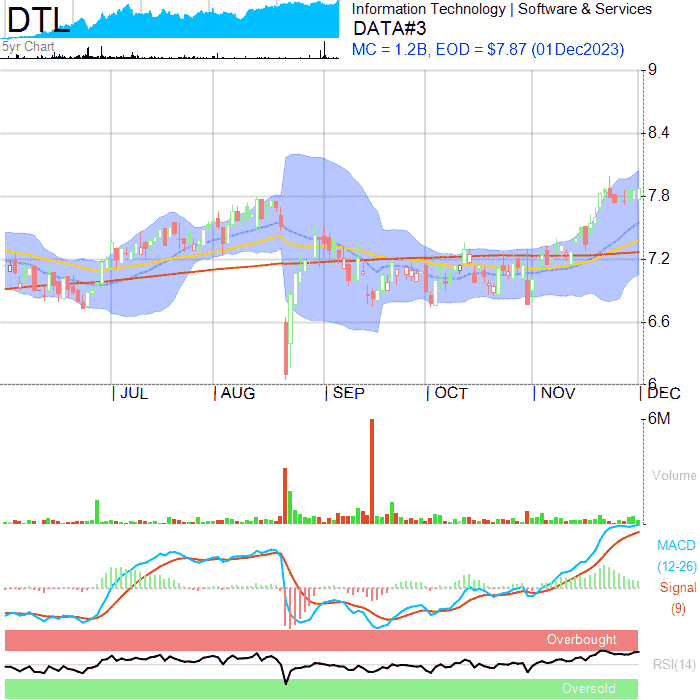 DTL
5yr Chart
Information Technology | Software & Services
DATA#3
MC = 1.2B, EOD = $7.87 (01Dec2023)
9
8.4
7.8
7.2
6.6
6
| JUL | AUG | SEP | OCT | NOV | DEC
6M
Volume
MACD
(12-26)
Signal
(9)
Overbought
RSI(14)
Oversold